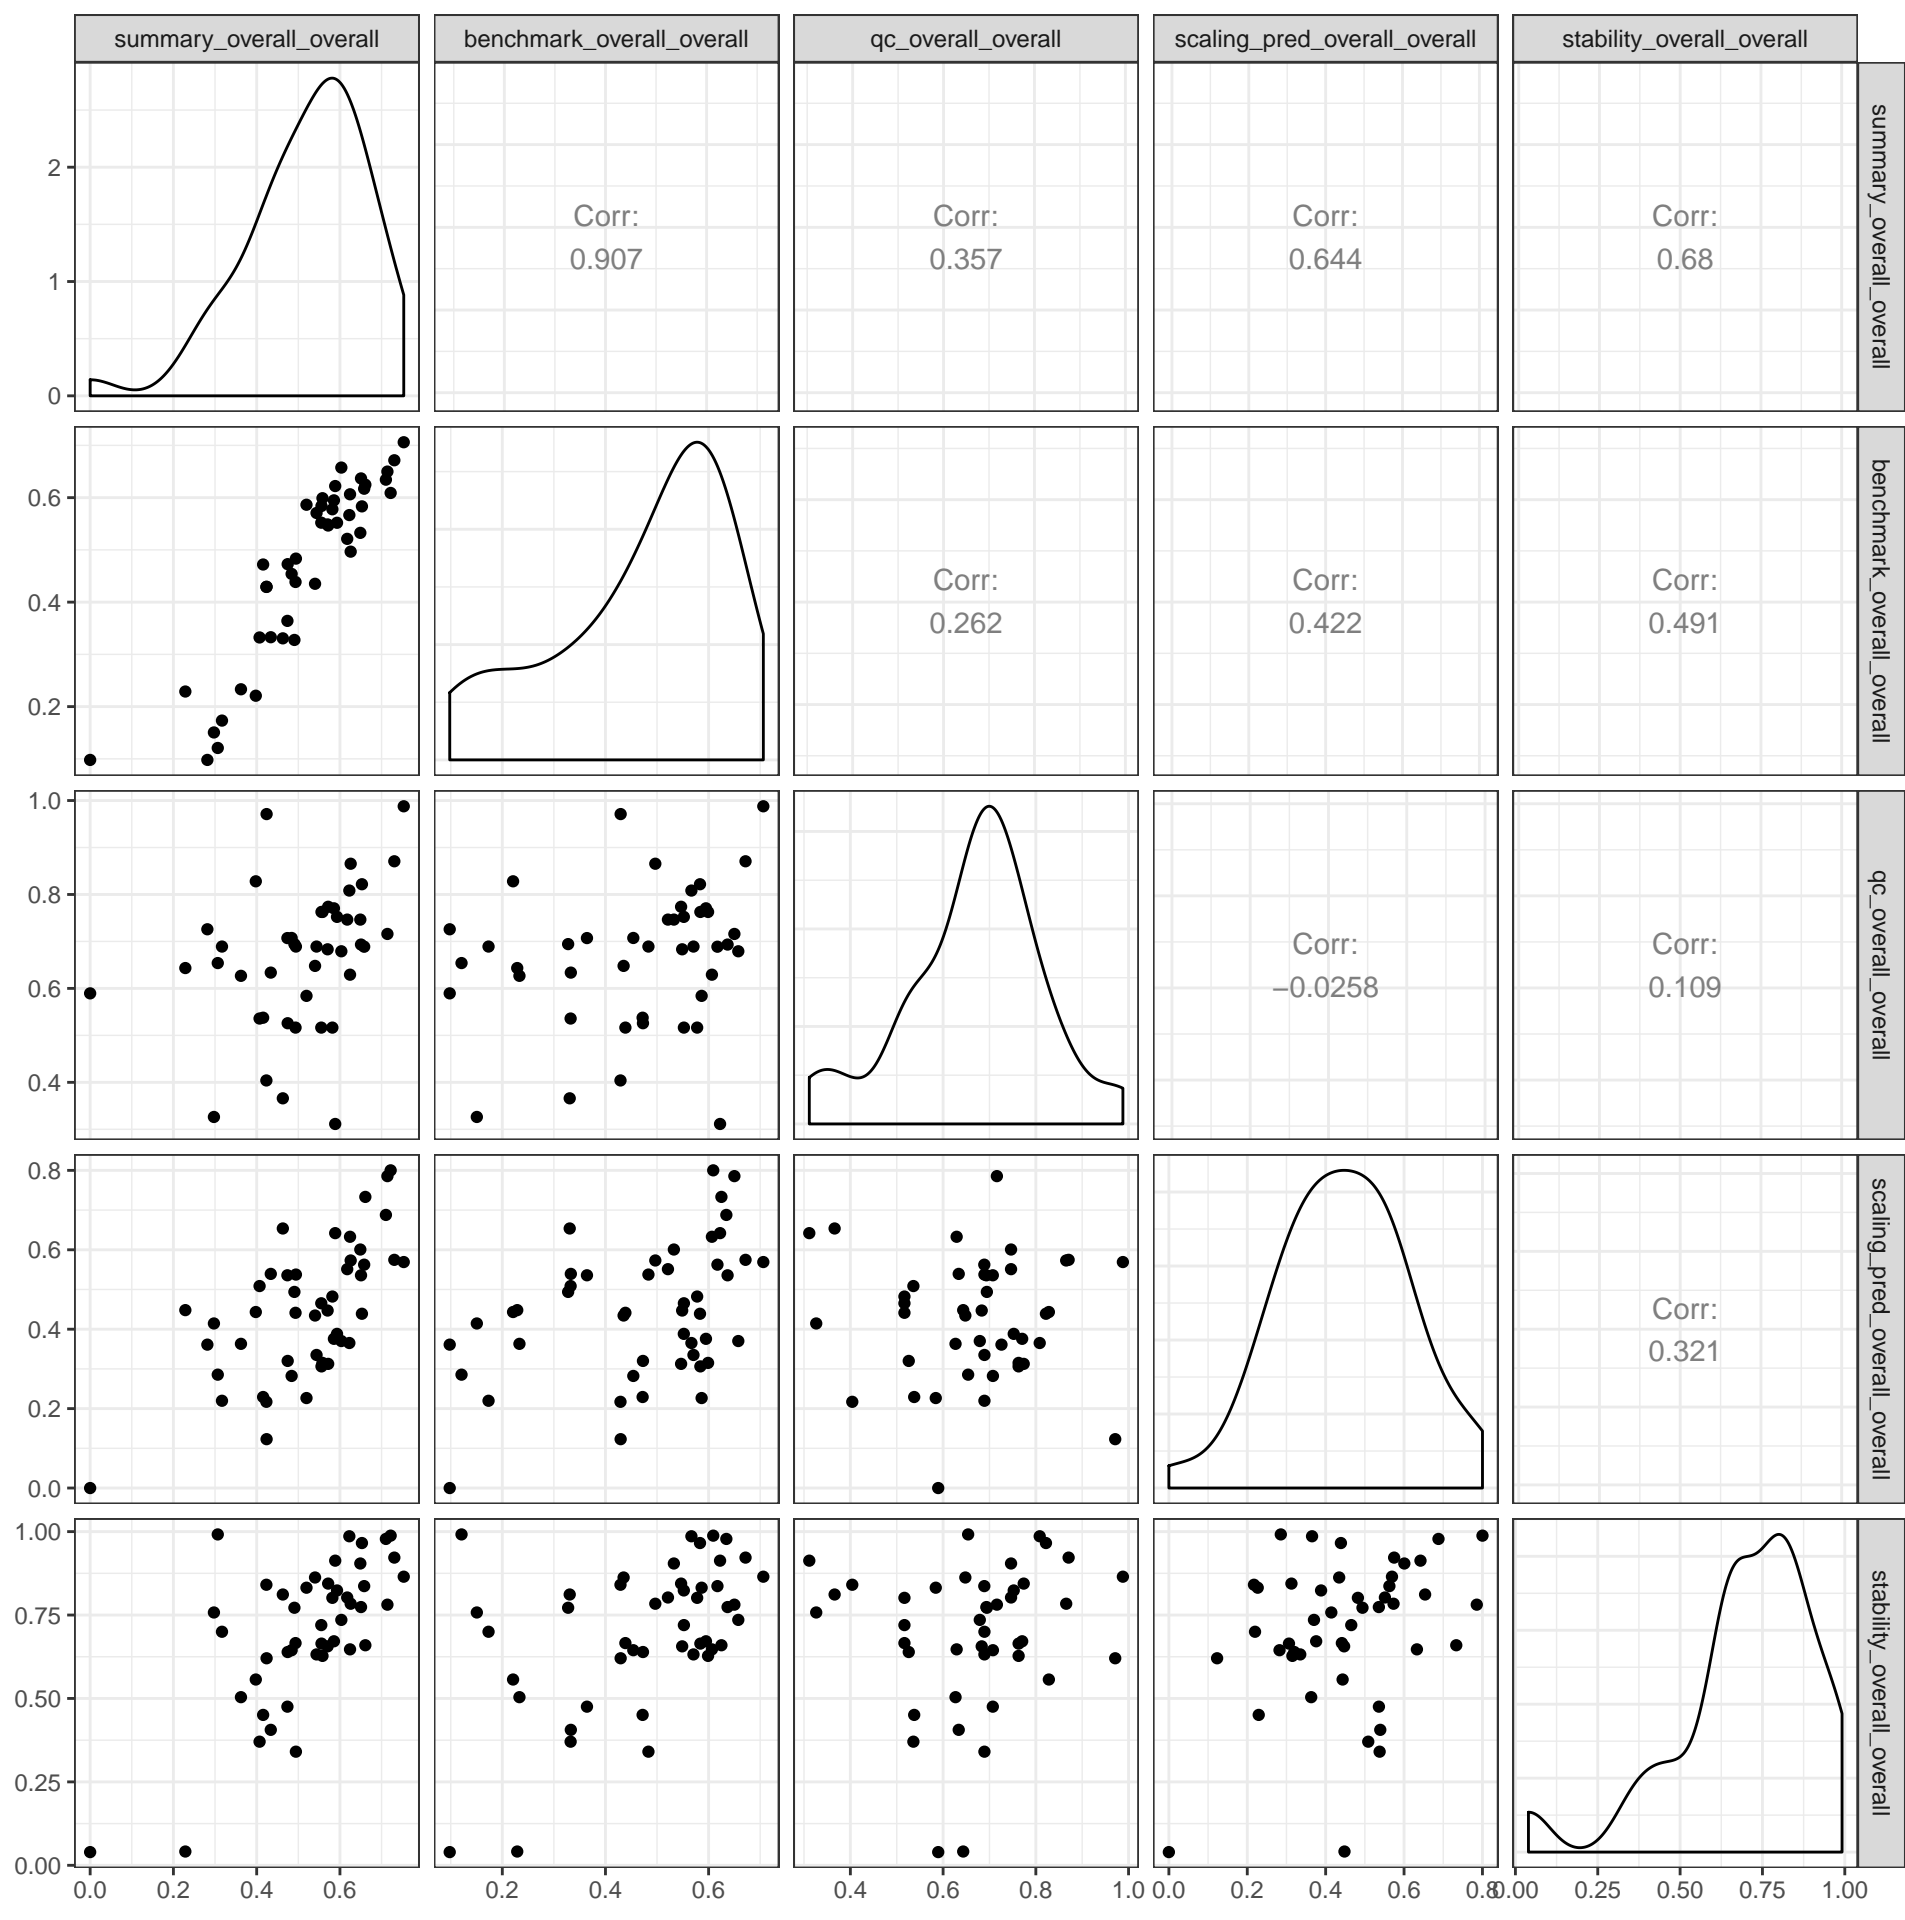 summary_overall_overall
benchmark_overall_overall
qc_overall_overall
scaling_pred_overall_overall
stability_overall_overall
2
1
0
Corr:
0.907
Corr:
0.357
Corr:
0.644
Corr:
0.68
summary_overall_overall
0.6
0.4
0.2
Corr:
0.262
Corr:
0.422
Corr:
0.491
benchmark_overall_overall
1.0
0.8
0.6
0.4
Corr:
−0.0258
Corr:
0.109
qc_overall_overall
0.8
0.6
0.4
0.2
0.0
Corr:
0.321
scaling_pred_overall_overall
1.00
0.75
0.50
0.25
0.00
stability_overall_overall
0.0 0.2 0.4 0.6
0.2 0.4 0.6
0.4 0.6 0.8 1.0
0.0 0.2 0.4 0.6 0.8
0.00 0.25 0.50 0.75 1.00